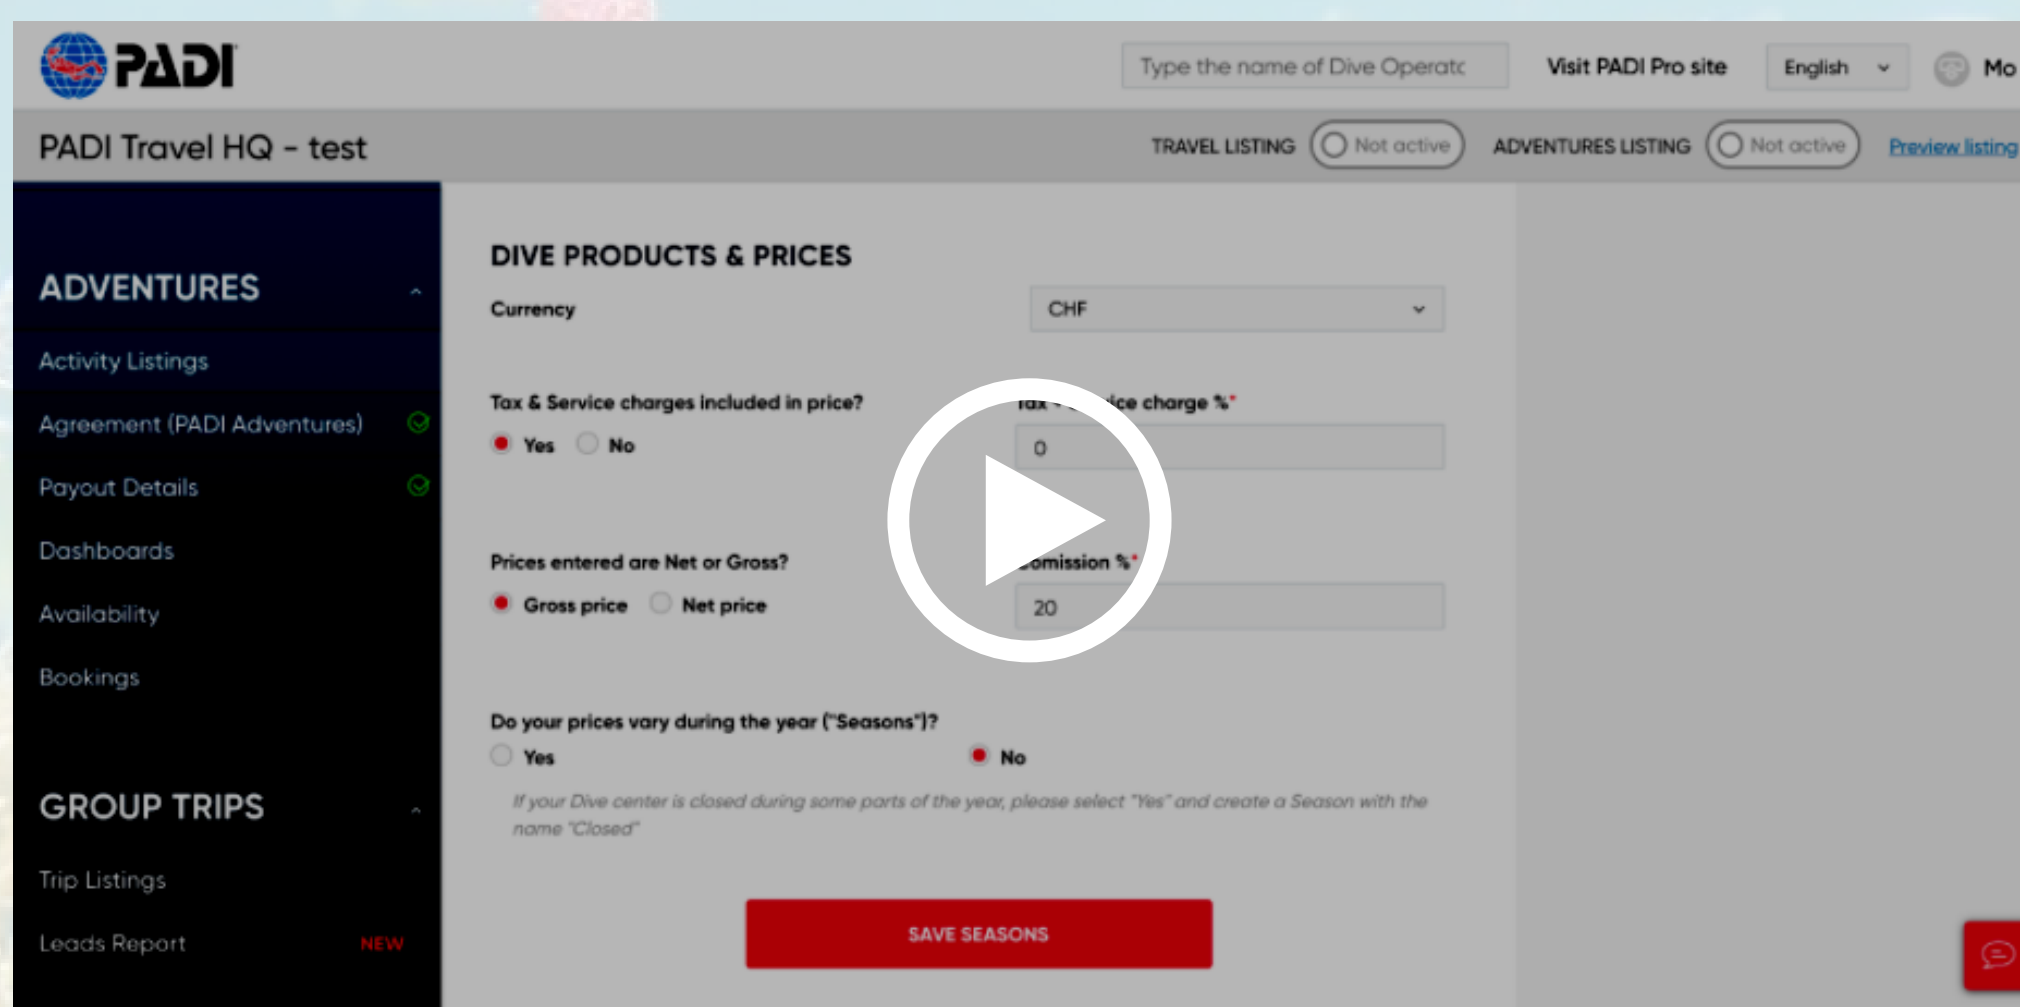 PADI
Type the name of Dive Operato
Visit PADI Pro site
English
Mo
PADI Travel HQ - test
TRAVEL LISTING
Not active
ADVENTURES LISTING
Not active
Preview listing
ADVENTURES
Activity Listings
Agreement (PADI Adventures)
Payout Details
Dashboards
Availability
Bookings
GROUP TRIPS
Trip Listings
Leads Report NEW
DIVE PRODUCTS & PRICES
Currency
CHF
Tax & Service charges included in price?
Yes No
charge %*
0
Prices entered are Net or Gross?
Gross price Net price
omission %*
20
Do your prices vary during the year ("Seasons")?
Yes No
If your Dive center is closed during some parts of the year, please select "Yes" and create a Season with the
name "Closed"
SAVE SEASONS